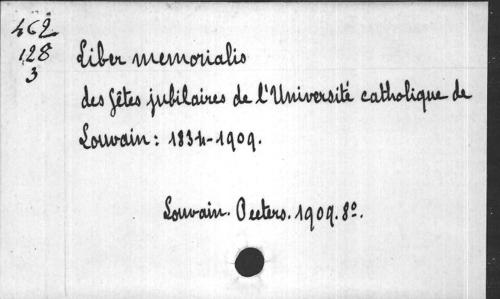 462
128
3
Liber memorialis
des fêtes jubilaires de l'Université catholique de
Louvain: 1834-1909.
Louvain. Peeters. 1909. 8°.